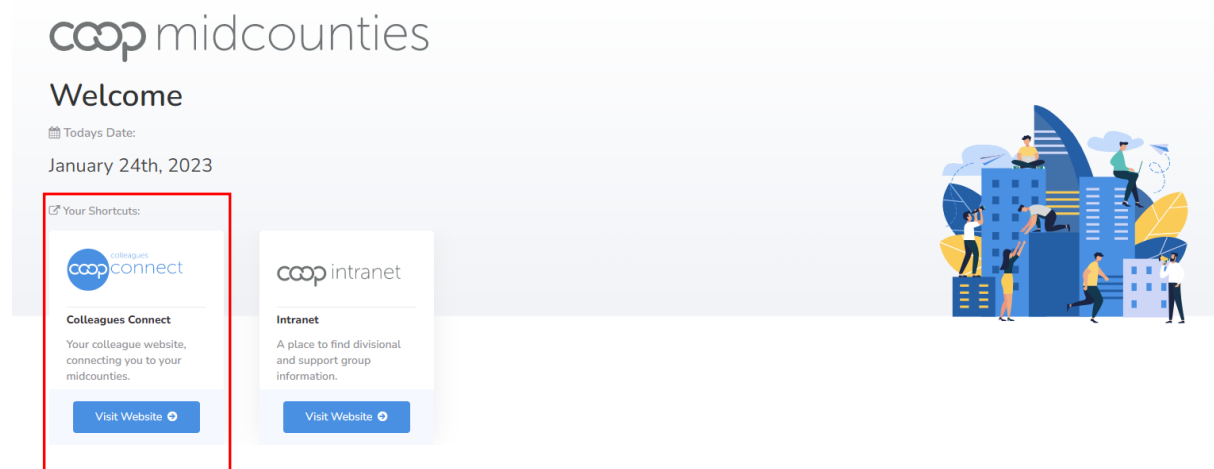 coop midcounties
Welcome
Todays Date:
January 24th, 2023
Your Shortcuts:
colleagues
coop connect
Colleagues Connect
Your colleague website,
connecting you to your
midcounties.
Visit Website
coop intranet
Intranet
A place to find divisional
and support group
information.
Visit Website